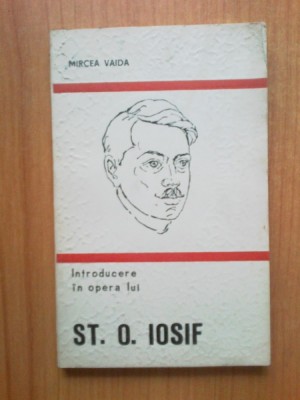 MIRCEA VAIDA
Introducere
în opera lui
ST. O. IOSIF